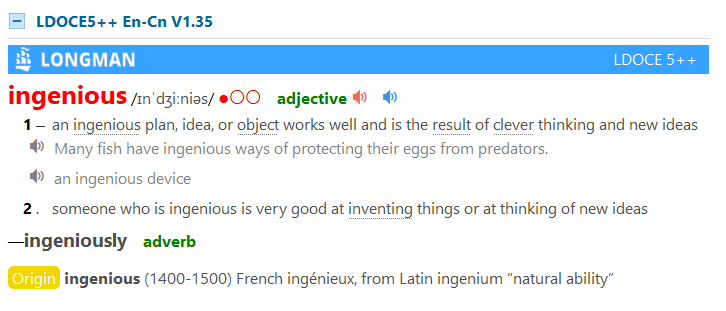 LDOCE5++ En-Cn V1.35
LONGMAN LDOCE 5++
ingenious /ɪnˈdʒiːniəs/ ●○○ adjective
1 – an ingenious plan, idea, or object works well and is the result of clever thinking and new ideas
Many fish have ingenious ways of protecting their eggs from predators.
an ingenious device
2 . someone who is ingenious is very good at inventing things or at thinking of new ideas
—ingeniously adverb
Origin ingenious (1400-1500) French ingénieux, from Latin ingenium “natural ability”